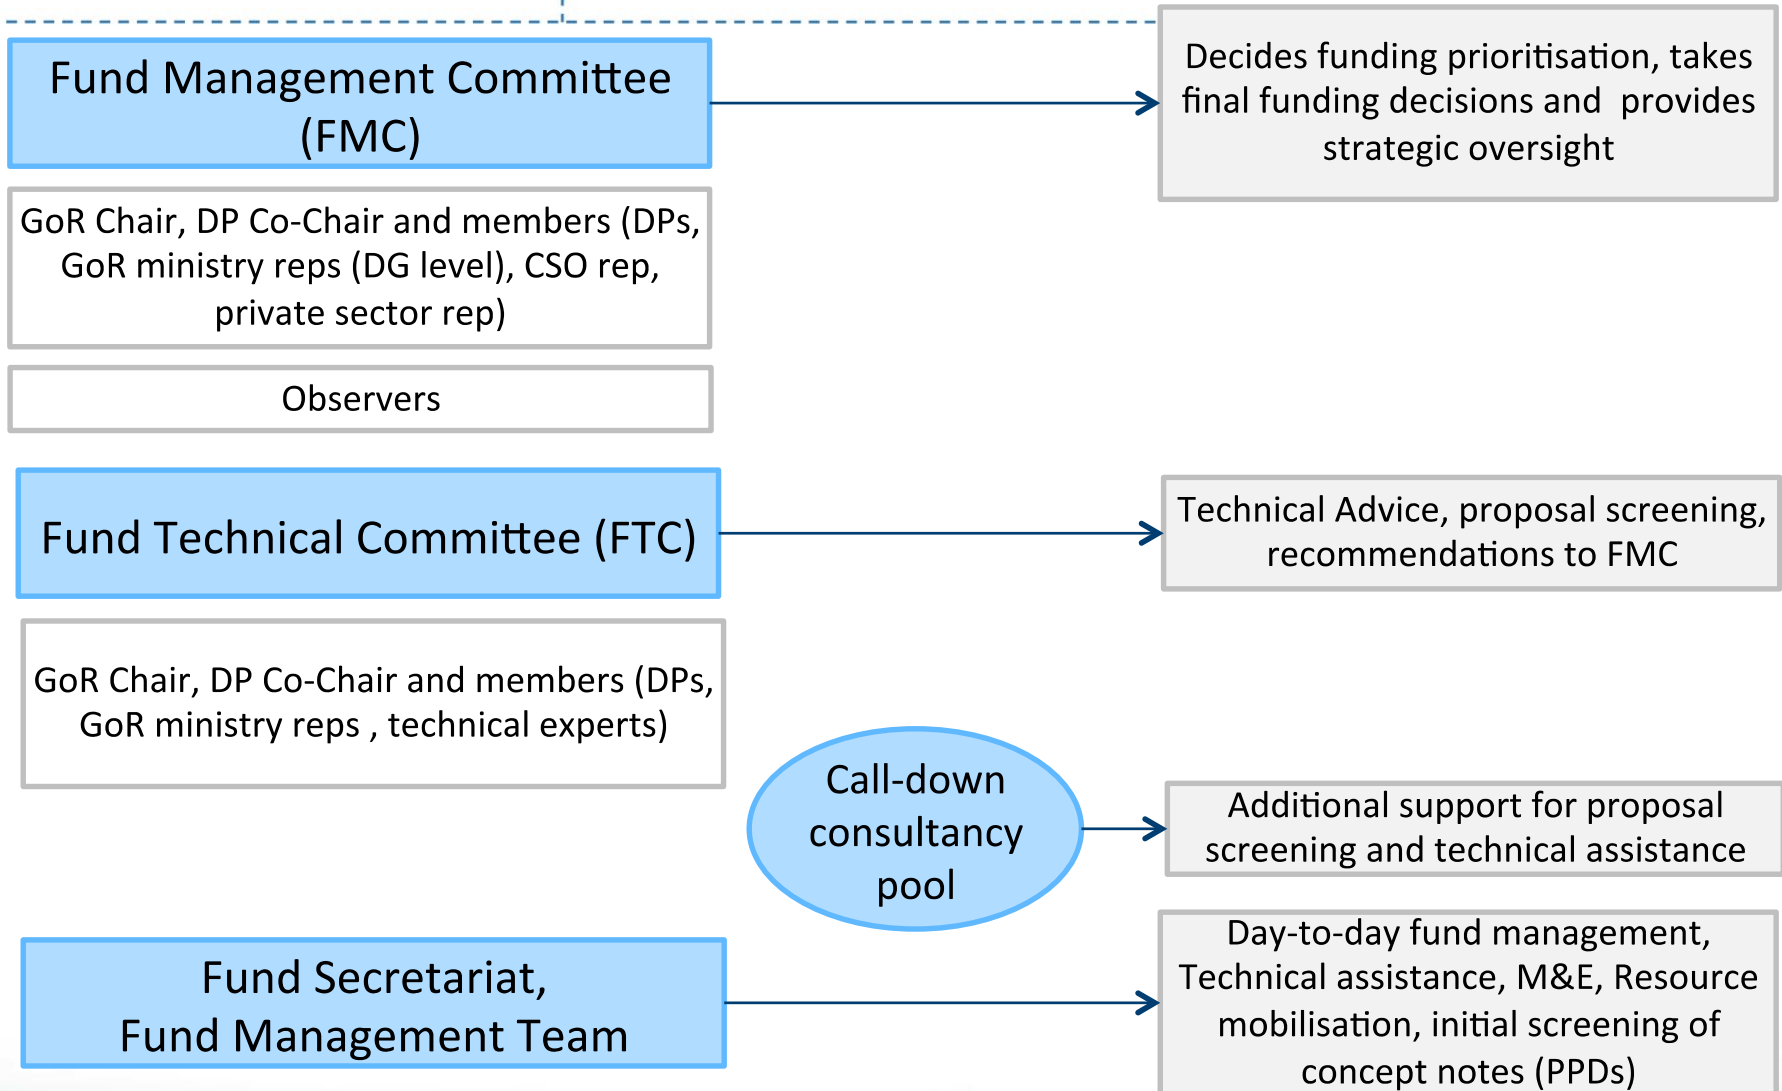 Fund Management Committee
(FMC)
Decides funding prioritisation, takes
final funding decisions and  provides
strategic oversight
GoR Chair, DP Co-Chair and members (DPs,
GoR ministry reps (DG level), CSO rep,
private sector rep)
Observers
Fund Technical Committee (FTC)
Technical Advice, proposal screening,
recommendations to FMC
GoR Chair, DP Co-Chair and members (DPs,
GoR ministry reps , technical experts)
Call-down
consultancy
pool
Additional support for proposal
screening and technical assistance
Fund Secretariat,
Fund Management Team
Day-to-day fund management,
Technical assistance, M&E, Resource
mobilisation, initial screening of
concept notes (PPDs)